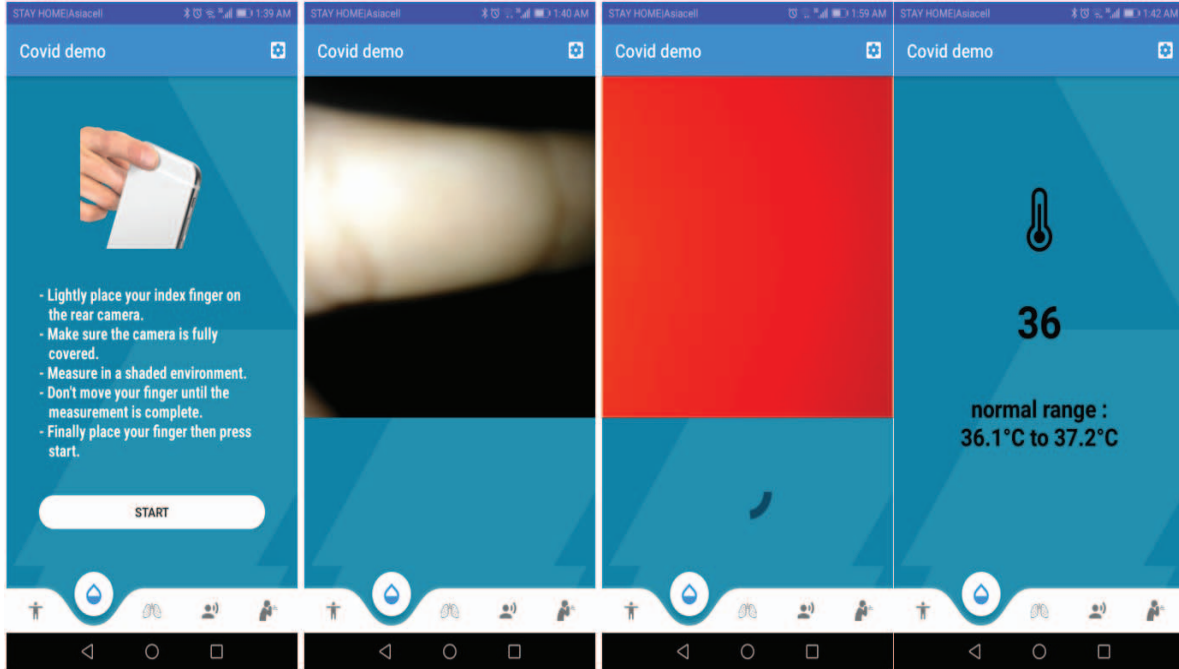 STAY HOME|Asiacell 1:39 AM
Covid demo
- Lightly place your index finger on
the rear camera.
- Make sure the camera is fully
covered.
- Measure in a shaded environment.
- Don't move your finger until the
measurement is complete.
- Finally place your finger then press
start.
START
STAY HOME|Asiacell 1:40 AM
Covid demo
STAY HOME|Asiacell 1:59 AM
Covid demo
STAY HOME|Asiacell 1:42 AM
Covid demo
36
normal range :
36.1°C to 37.2°C